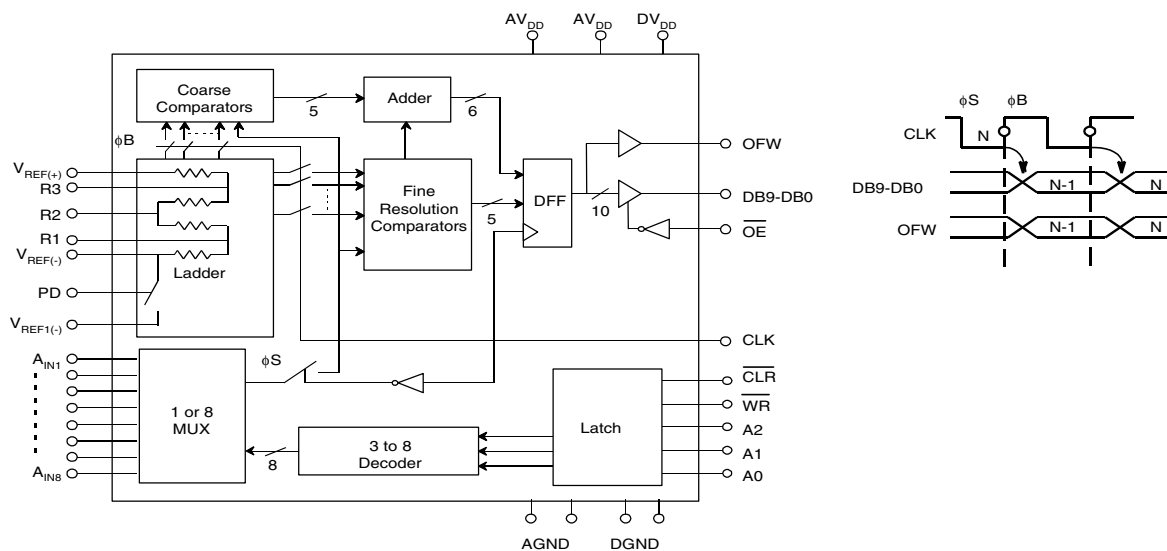 AVDD AVDD DVDD
Coarse
Comparators
5
Adder
6
ϕB
VREF(+)
R3
R2
R1
VREF(-)
Ladder
PD
VREF1(-)
Fine
Resolution
Comparators
5
DFF
10
OFW
DB9-DB0
OE
CLK
AIN1
AIN8
1 or 8
MUX
ϕS
8
3 to 8
Decoder
Latch
CLR
WR
A2
A1
A0
AGND DGND
ϕS ϕB
CLK
N
DB9-DB0
N-1 N
OFW
N-1 N